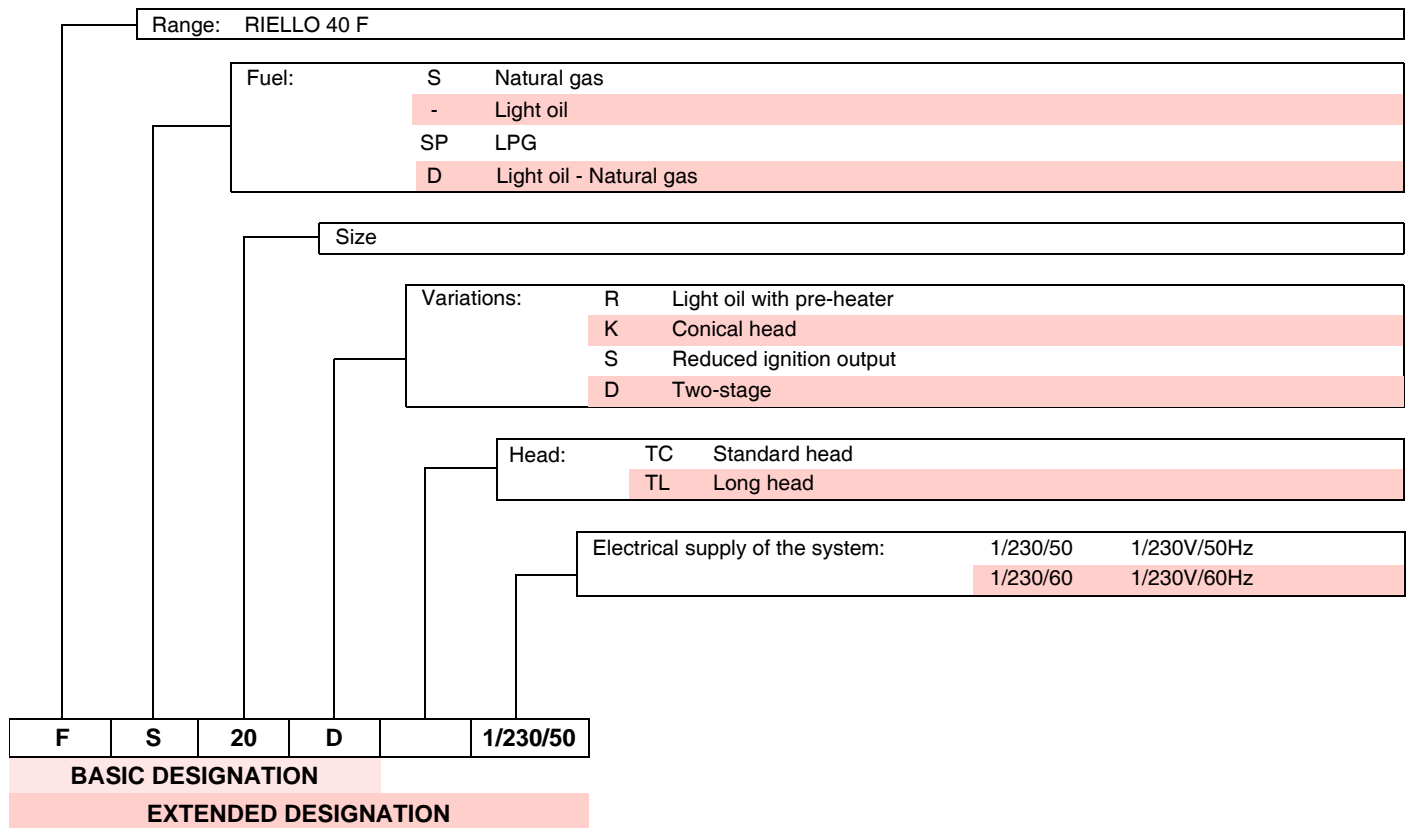 Range: RIELLO 40 F
Fuel: S Natural gas
- Light oil
SP LPG
D Light oil - Natural gas
Size
Variations: R Light oil with pre-heater
K Conical head
S Reduced ignition output
D Two-stage
Head: TC Standard head
TL Long head
Electrical supply of the system: 1/230/50 1/230V/50Hz
1/230/60 1/230V/60Hz
F S 20 D 1/230/50
BASIC DESIGNATION
EXTENDED DESIGNATION